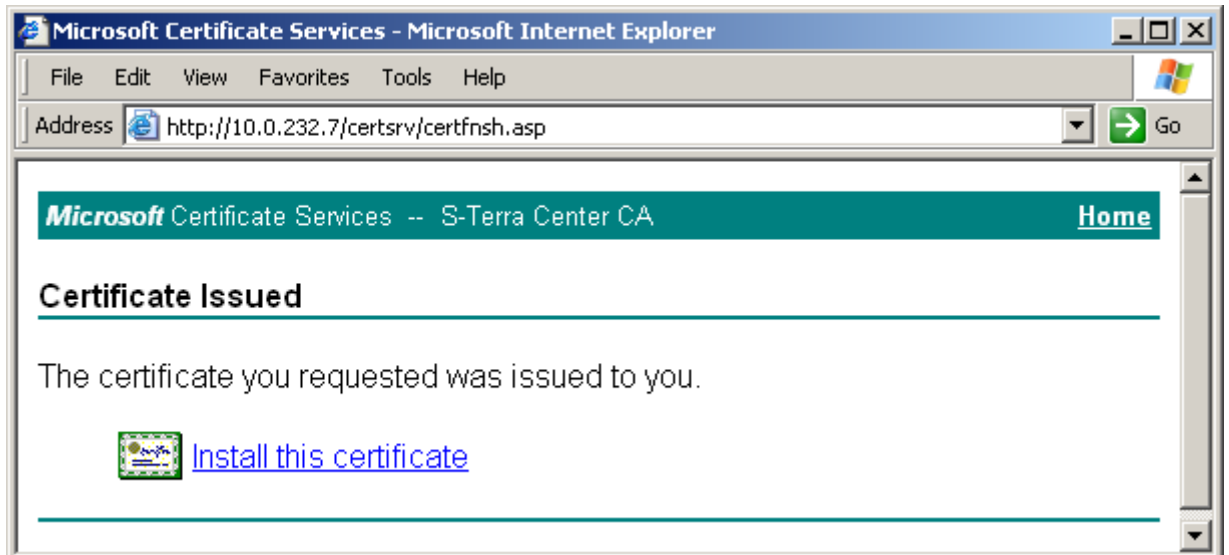 Microsoft Certificate Services - Microsoft Internet Explorer
File Edit View Favorites Tools Help
Address http://10.0.232.7/certsrv/certfnsh.asp Go
Microsoft Certificate Services -- S-Terra Center CA Home
Certificate Issued
The certificate you requested was issued to you.
Install this certificate